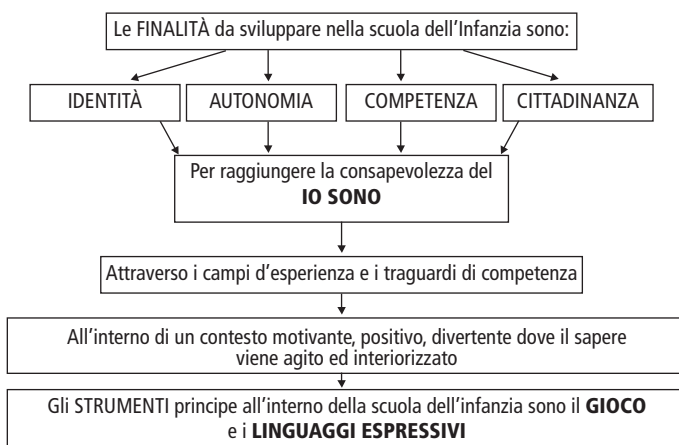 Le FINALITÀ da sviluppare nella scuola dell'Infanzia sono:
IDENTITÀ
AUTONOMIA
COMPETENZA
CITTADINANZA
Per raggiungere la consapevolezza del
IO SONO
Attraverso i campi d'esperienza e i traguardi di competenza
All'interno di un contesto motivante, positivo, divertente dove il sapere
viene agito ed interiorizzato
Gli STRUMENTI principe all'interno della scuola dell'infanzia sono il GIOCO
e i LINGUAGGI ESPRESSIVI